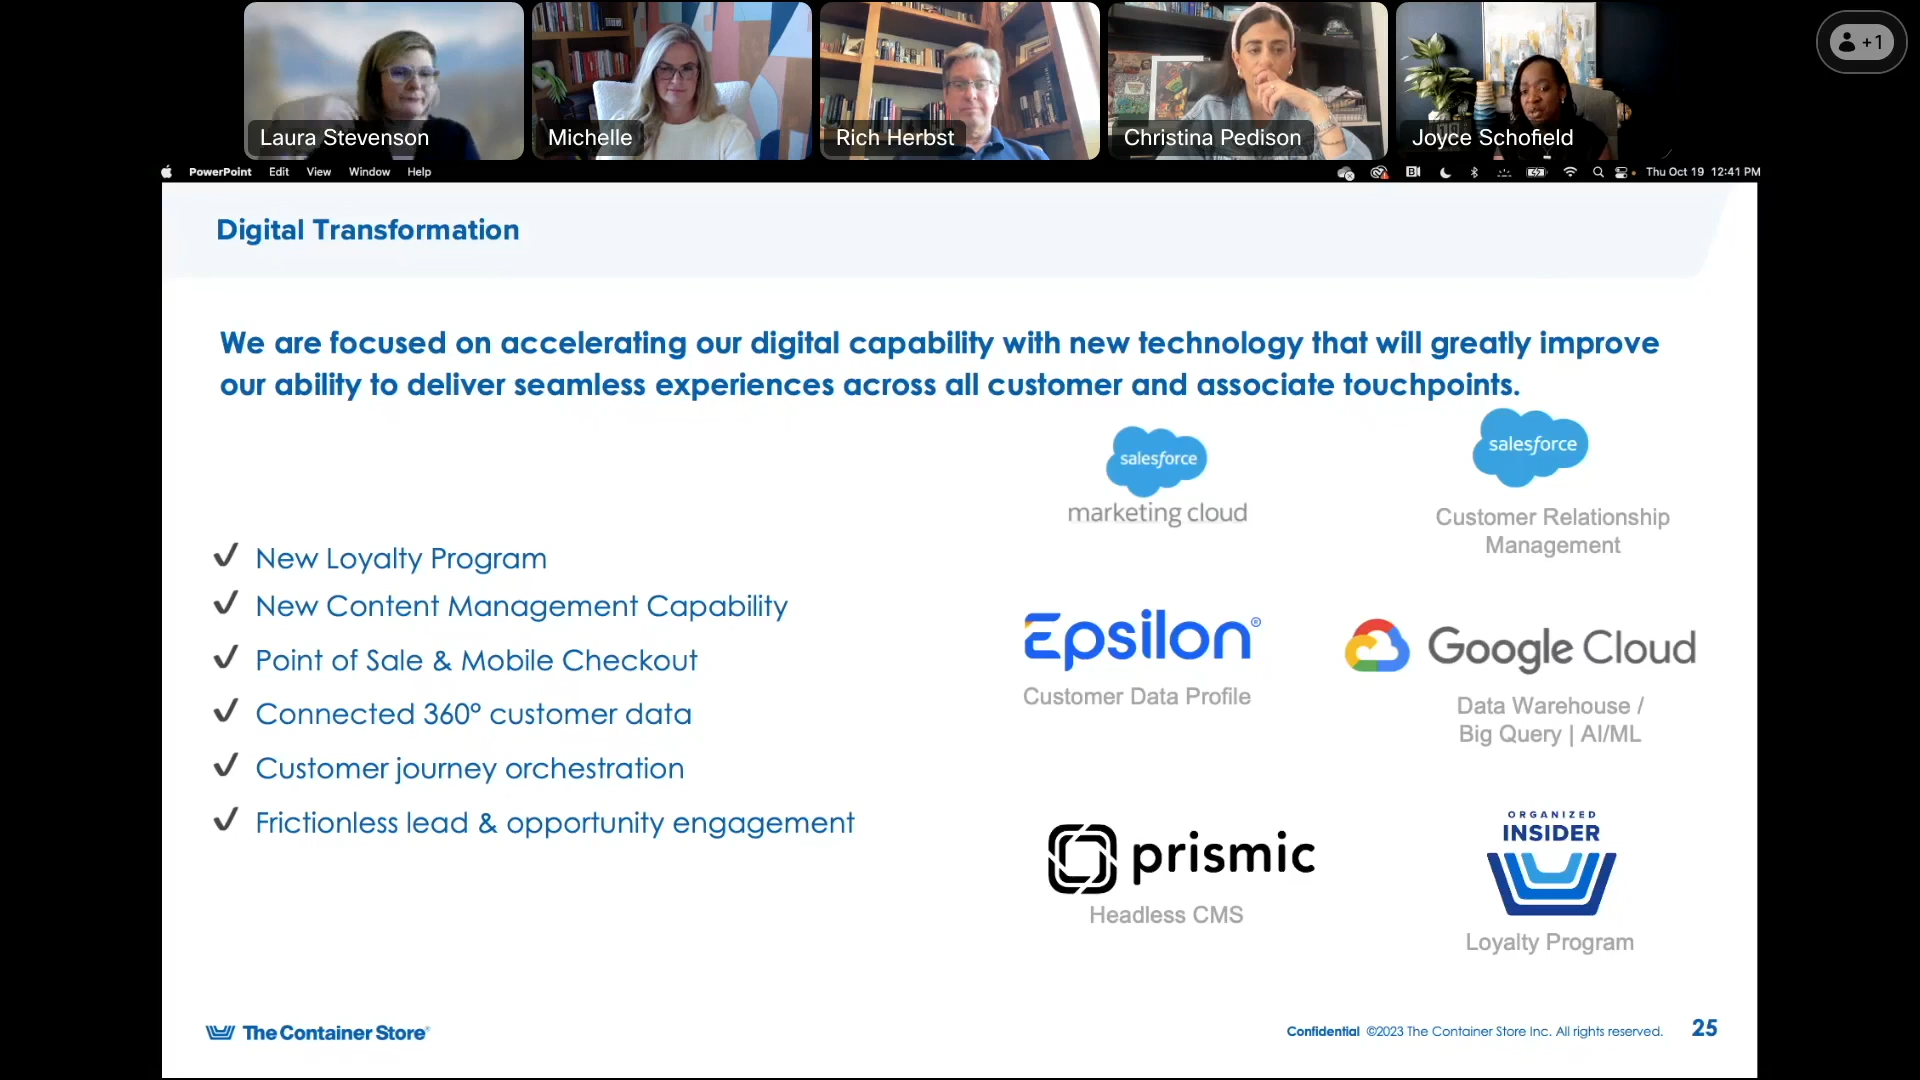 +1
Laura Stevenson
Michelle
Rich Herbst
Christina Pedison
Joyce Schofield
PowerPoint Edit View Window Help
Thu Oct 19 12:41 PM
Digital Transformation
We are focused on accelerating our digital capability with new technology that will greatly improve
our ability to deliver seamless experiences across all customer and associate touchpoints.
✓ New Loyalty Program
✓ New Content Management Capability
✓ Point of Sale & Mobile Checkout
✓ Connected 360° customer data
✓ Customer journey orchestration
✓ Frictionless lead & opportunity engagement
salesforce
marketing cloud
salesforce
Customer Relationship
Management
Epsilon®
Customer Data Profile
Google Cloud
Data Warehouse /
Big Query | AI/ML
prismic
Headless CMS
ORGANIZED
INSIDER
Loyalty Program
The Container Store®
Confidential ©2023 The Container Store Inc. All rights reserved. 25